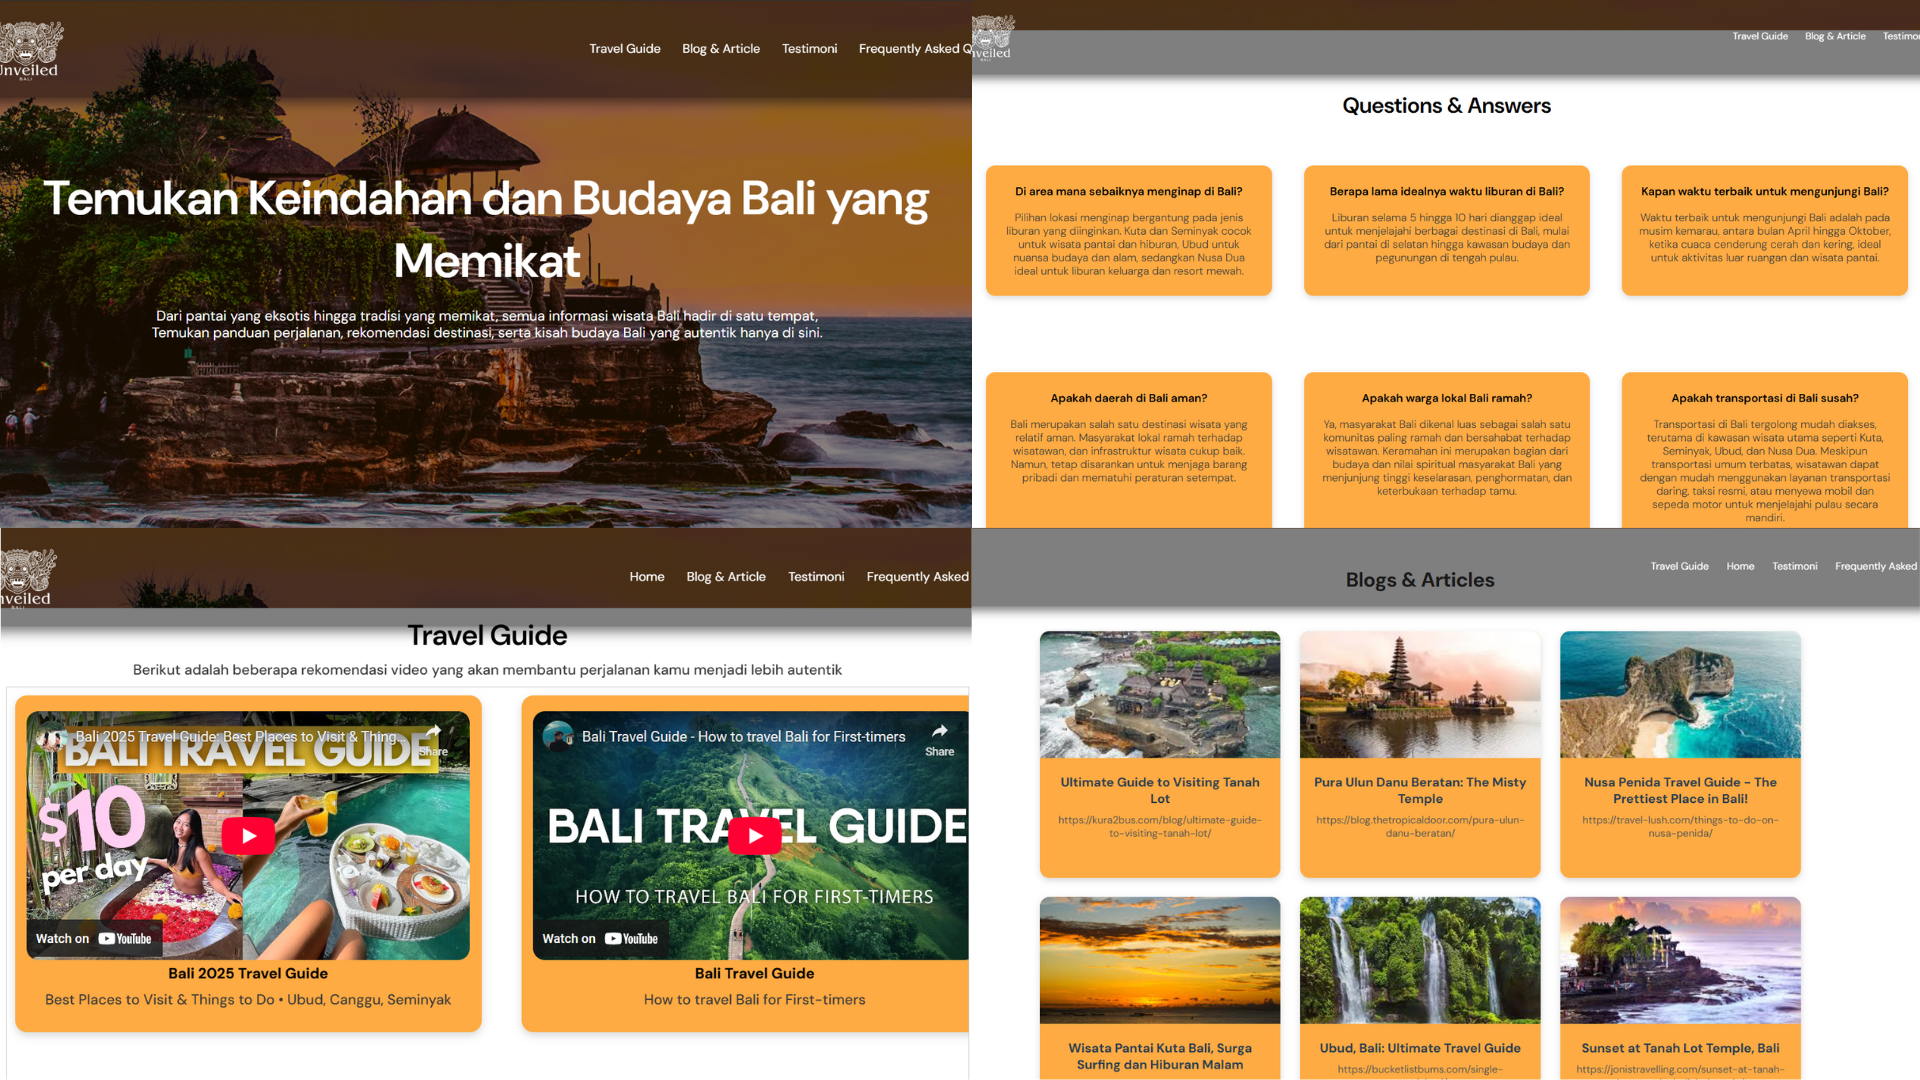 Unveiled
BALI
Travel Guide
Blog & Article
Testimoni
Frequently Asked Q
Temukan Keindahan dan Budaya Bali yang
Memikat
Dari pantai yang eksotis hingga tradisi yang memikat, semua informasi wisata Bali hadir di satu tempat,
Temukan panduan perjalanan, rekomendasi destinasi, serta kisah budaya Bali yang autentik hanya di sini.
nveiled
BALI
Travel Guide
Blog & Article
Testimo
Questions & Answers
Di area mana sebaiknya menginap di Bali?
Pilihan lokasi menginap bergantung pada jenis
liburan yang diinginkan. Kuta dan Seminyak cocok
untuk wisata pantai dan hiburan, Ubud untuk
nuansa budaya dan alam, sedangkan Nusa Dua
ideal untuk liburan keluarga dan resort mewah.
Berapa lama idealnya waktu liburan di Bali?
Liburan selama 5 hingga 10 hari dianggap ideal
untuk menjelajahi berbagai destinasi di Bali, mulai
dari pantai di selatan hingga kawasan budaya dan
pegunungan di tengah pulau.
Kapan waktu terbaik untuk mengunjungi Bali?
Waktu terbaik untuk mengunjungi Bali adalah pada
musim kemarau, antara bulan April hingga Oktober,
ketika cuaca cenderung cerah dan kering, ideal
untuk aktivitas luar ruangan dan wisata pantai.
Apakah daerah di Bali aman?
Bali merupakan salah satu destinasi wisata yang
relatif aman. Masyarakat lokal ramah terhadap
wisatawan, dan infrastruktur wisata cukup baik.
Namun, tetap disarankan untuk menjaga barang
pribadi dan mematuhi peraturan setempat.
Apakah warga lokal Bali ramah?
Ya, masyarakat Bali dikenal luas sebagai salah satu
komunitas paling ramah dan bersahabat terhadap
wisatawan. Keramahan ini merupakan bagian dari
budaya dan nilai spiritual masyarakat Bali yang
menjunjung tinggi keselarasan, penghormatan, dan
keterbukaan terhadap tamu.
Apakah transportasi di Bali susah?
Transportasi di Bali tergolong mudah diakses,
terutama di kawasan wisata utama seperti Kuta,
Seminyak, Ubud, dan Nusa Dua. Meskipun
transportasi umum terbatas, wisatawan dapat
dengan mudah menggunakan layanan transportasi
daring, taksi resmi, atau menyewa mobil dan
sepeda motor untuk menjelajahi pulau secara
mandiri.
nveiled
BALI
Home
Blog & Article
Testimoni
Frequently Asked
Travel Guide
Berikut adalah beberapa rekomendasi video yang akan membantu perjalanan kamu menjadi lebih autentik
Bali 2025 Travel Guide: Best Places to Visit & Thing...
Share
BALI TRAVEL GUIDE
$10
per day
Watch on YouTube
Bali 2025 Travel Guide
Best Places to Visit & Things to Do • Ubud, Canggu, Seminyak
Bali Travel Guide - How to travel Bali for First-timers
Share
BALI TRAVEL GUIDE
HOW TO TRAVEL BALI FOR FIRST-TIMERS
Watch on YouTube
Bali Travel Guide
How to travel Bali for First-timers
Travel Guide
Home
Testimoni
Frequently Asked
Blogs & Articles
Ultimate Guide to Visiting Tanah
Lot
https://kura2bus.com/blog/ultimate-guide-
to-visiting-tanah-lot/
Pura Ulun Danu Beratan: The Misty
Temple
https://blog.thetropicaldoor.com/pura-ulun-
danu-beratan/
Nusa Penida Travel Guide – The
Prettiest Place in Bali!
https://travel-lush.com/things-to-do-on-
nusa-penida/
Wisata Pantai Kuta Bali, Surga
Surfing dan Hiburan Malam
Ubud, Bali: Ultimate Travel Guide
https://bucketlistbums.com/single-
Sunset at Tanah Lot Temple, Bali
https://jonistravelling.com/sunset-at-tanah-